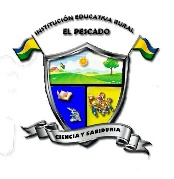 INSTITUCIÓN EDUCATIVA RURAL
EL PESCADO
CIENCIA Y SABIDURIA